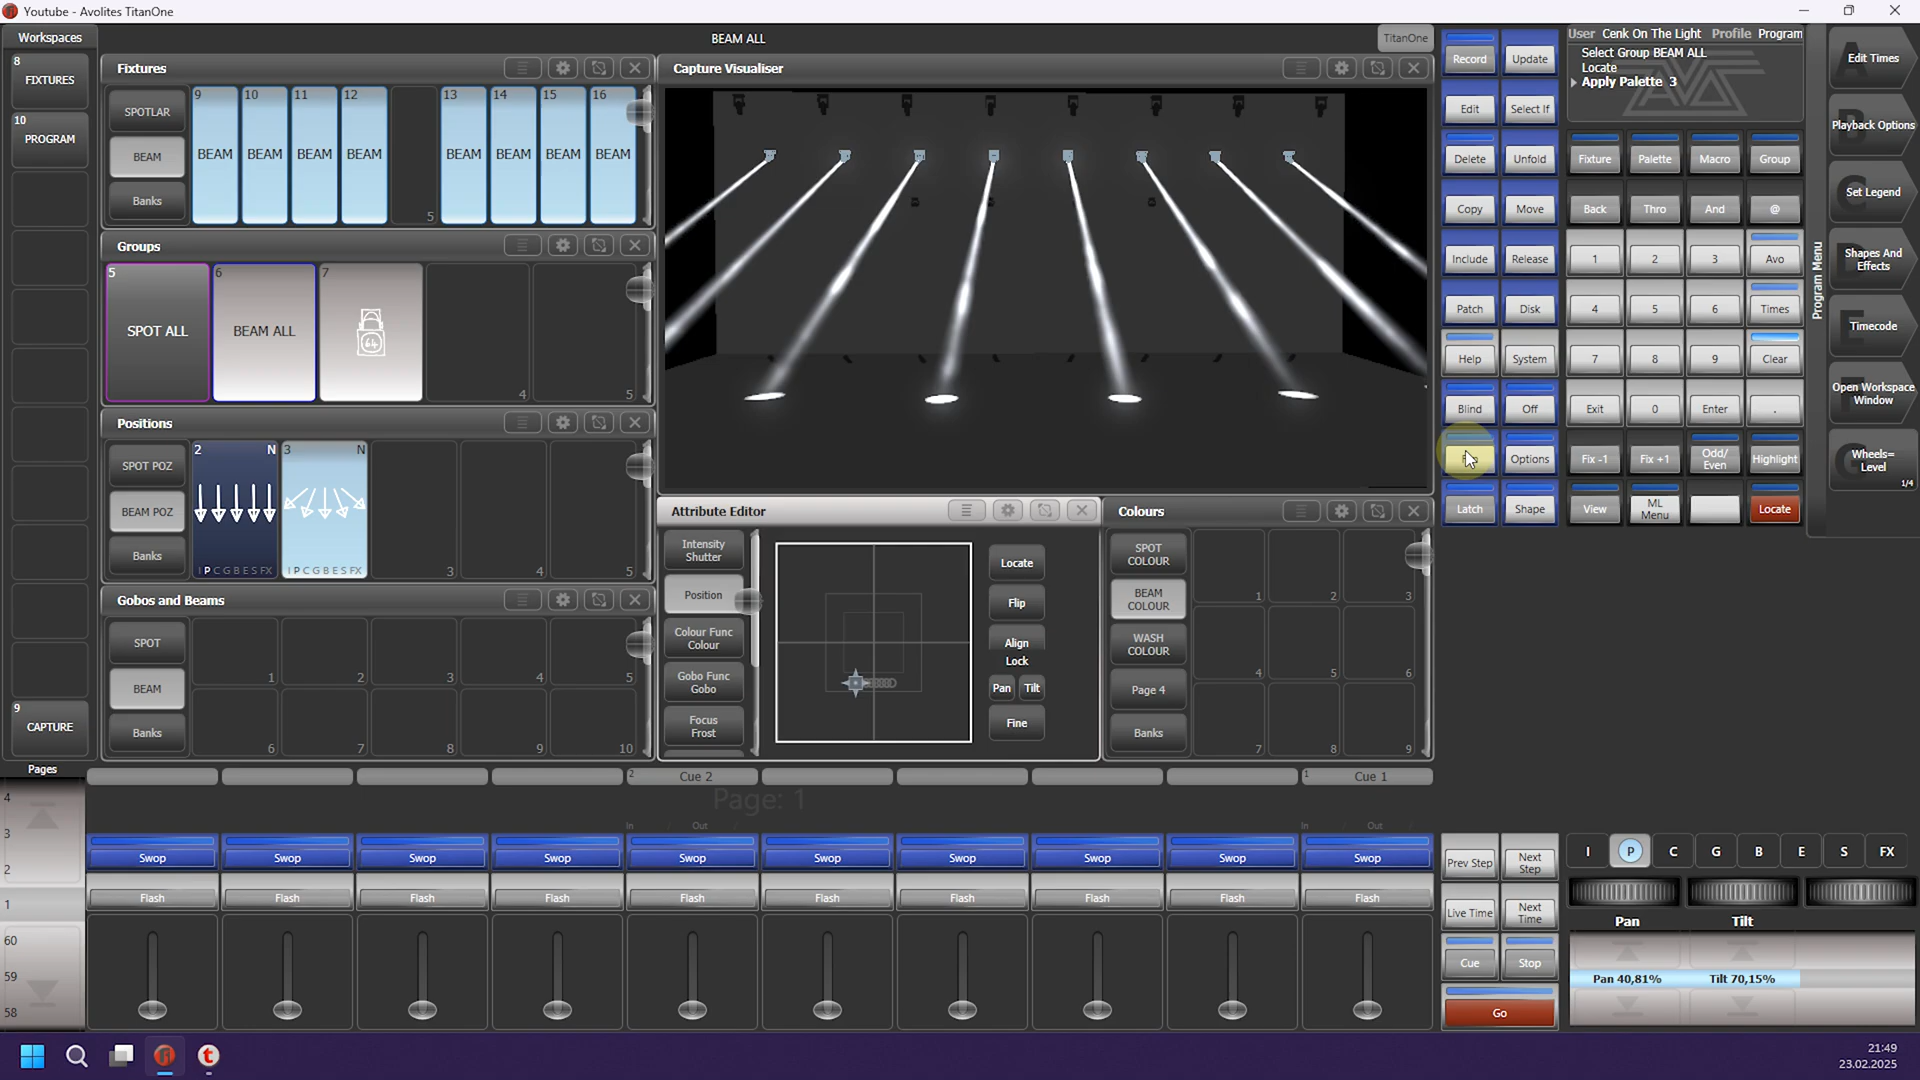 Youtube - Avolites TitanOne
Workspaces
BEAM ALL
TitanOne
8
FIXTURES
10
PROGRAM
9
CAPTURE
Fixtures
SPOTLAR
BEAM
Banks
9
BEAM
10
BEAM
11
BEAM
12
BEAM
5
13
BEAM
14
BEAM
15
BEAM
16
BEAM
Groups
5
SPOT ALL
6
BEAM ALL
7
64
4
5
Positions
SPOT POZ
BEAM POZ
Banks
2 N
I P C G B E S FX
3 N
I P C G B E S FX
3
4
5
Gobos and Beams
SPOT
BEAM
Banks
1
2
3
4
5
6
7
8
9
10
Capture Visualiser
Attribute Editor
Intensity
Shutter
Position
Colour Func
Colour
Gobo Func
Gobo
Focus
Frost
Locate
Flip
Align
Lock
Pan
Tilt
Fine
Colours
SPOT
COLOUR
BEAM
COLOUR
WASH
COLOUR
Page 4
Banks
1
2
3
4
5
6
7
8
9
Record
Update
Edit
Select If
Delete
Unfold
Copy
Move
Include
Release
Patch
Disk
Help
System
Blind
Off
Options
Latch
Shape
User Cenk On The Light Profile Program
Select Group BEAM ALL
Locate
Apply Palette 3
Fixture
Palette
Macro
Group
Back
Thro
And
@
1
2
3
Avo
4
5
6
Times
7
8
9
Clear
Exit
0
Enter
.
Fix -1
Fix +1
Odd/
Even
Highlight
View
ML
Menu
Locate
Program Menu
A
Edit Times
B
Playback Options
C
Set Legend
D
Shapes And
Effects
E
Timecode
F
Open Workspace
Window
G
Wheels=
Level
1/4
Pages
4
3
2
1
60
59
58
2 Cue 2
1 Cue 1
Page: 1
In Out
In Out
Swop
Swop
Swop
Swop
Swop
Swop
Swop
Swop
Swop
Swop
Flash
Flash
Flash
Flash
Flash
Flash
Flash
Flash
Flash
Flash
Prev Step
Next
Step
Live Time
Next
Time
Cue
Stop
Go
I
P
C
G
B
E
S
FX
Pan
Tilt
Pan 40,81%
Tilt 70,15%
21:49
23.02.2025